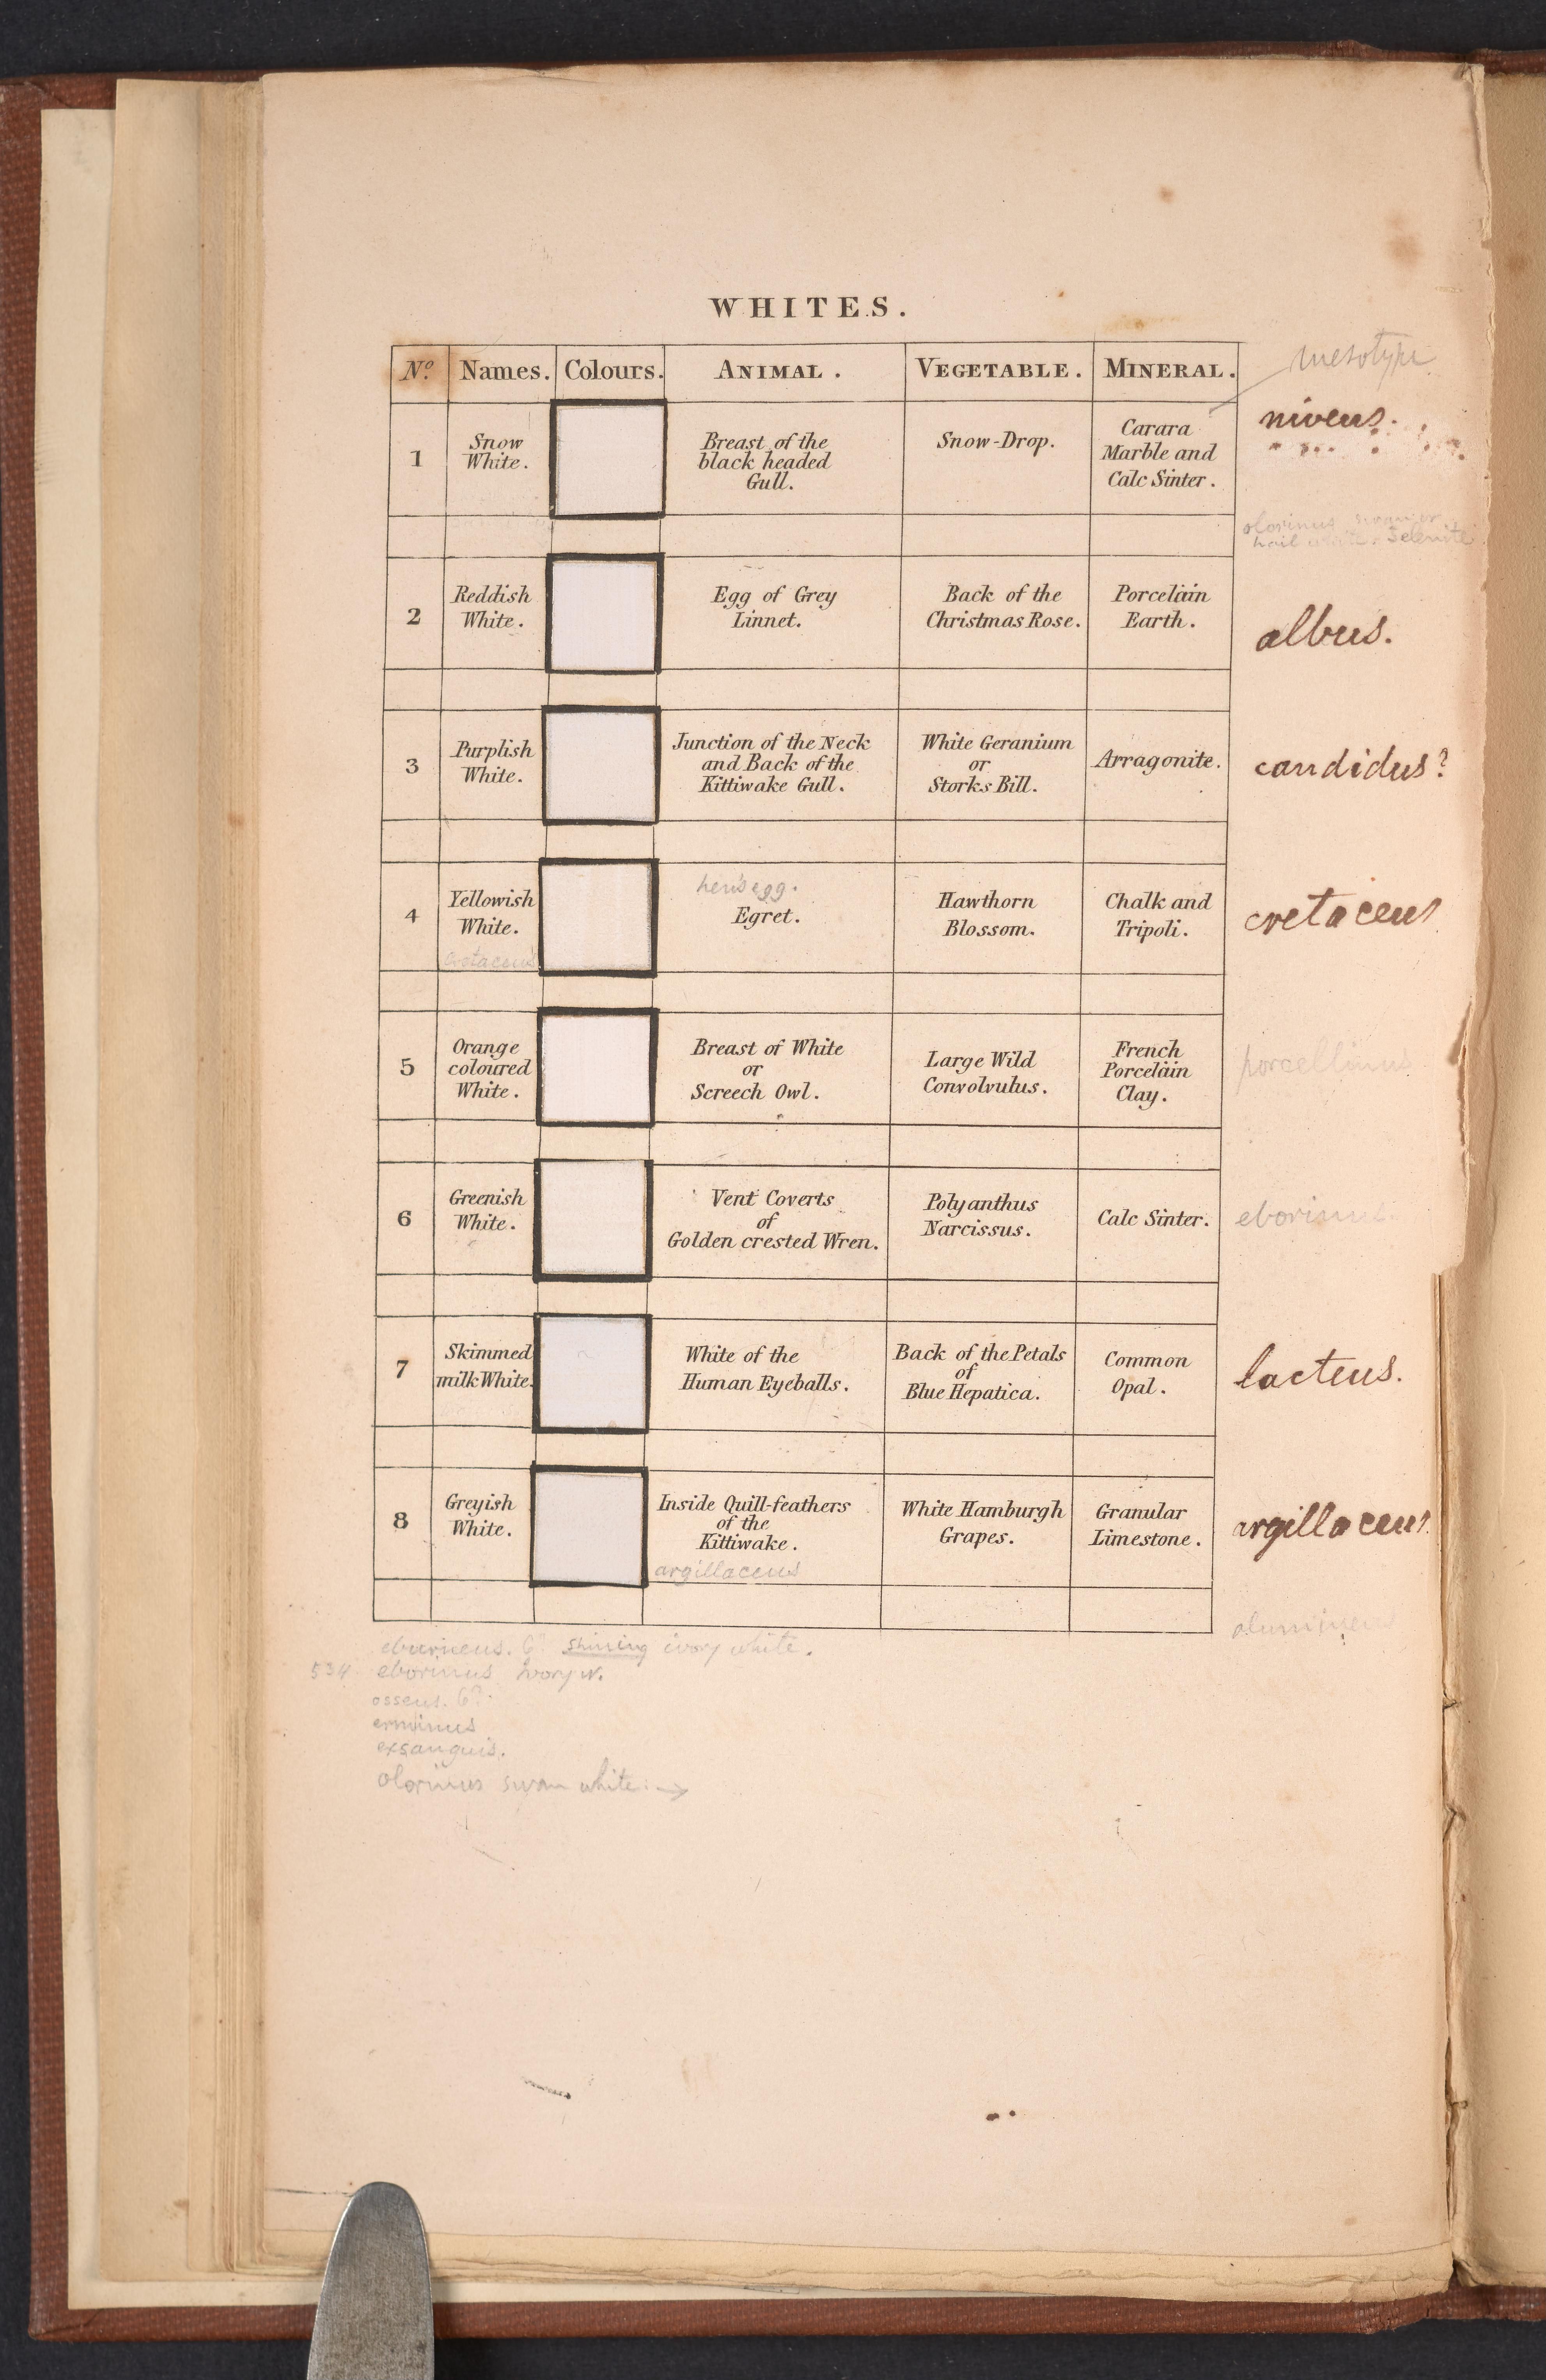 WHITES.
Nº. Names. Colours. ANIMAL. VEGETABLE. MINERAL.
mesotype
1
Snow
White.
Breast of the
black headed
Gull.
Snow-Drop.
Carara
Marble and
Calc Sinter.
niveus.
olorinus
hail Selenite
2
Reddish
White.
Egg of Grey
Linnet.
Back of the
Christmas Rose.
Porcelain
Earth.
albus.
3
Purplish
White.
Junction of the Neck
and Back of the
Kittiwake Gull.
White Geranium
or
Storks Bill.
Arragonite.
candidus?
4
Yellowish
White.
cretaceus
hen's egg.
Egret.
Hawthorn
Blossom.
Chalk and
Tripoli.
cretaceus
5
Orange
coloured
White.
Breast of White
or
Screech Owl.
Large Wild
Convolvulus.
French
Porcelain
Clay.
porcellinus
6
Greenish
White.
Vent Coverts
of
Golden crested Wren.
Polyanthus
Narcissus.
Calc Sinter.
eborinus.
7
Skimmed
milk White.
White of the
Human Eyeballs.
Back of the Petals
of
Blue Hepatica.
Common
Opal.
lacteus.
8
Greyish
White.
Inside Quill-feathers
of the
Kittiwake.
argillaceus
White Hamburgh
Grapes.
Granular
Limestone.
argillaceus
eburneus. 6? shining ivory white.
534 eborinus Ivory w.
osseus. 6?
erminus
exsanguis.
olorinus swan white: →